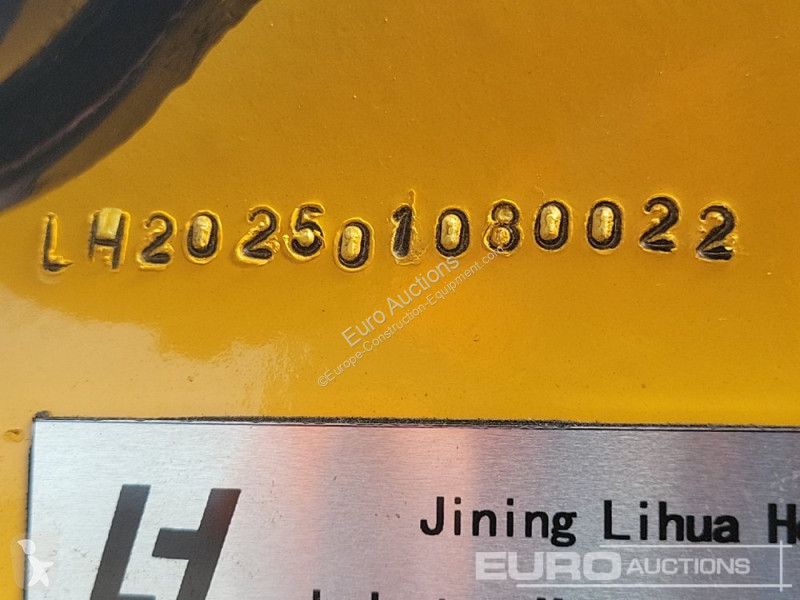 LH202501080022
Euro Auctions
©Europe-Construction-Equipment.com
Jining Lihua
EURO AUCTIONS